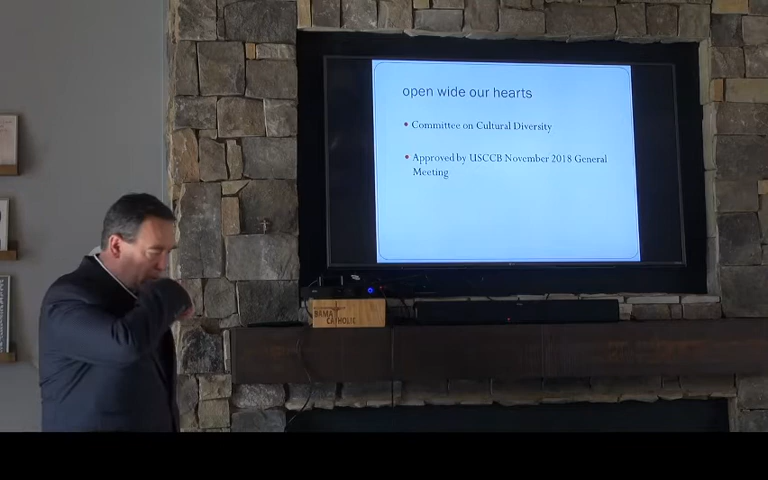 open wide our hearts
• Committee on Cultural Diversity
• Approved by USCCB November 2018 General
Meeting
BAMA
CATHOLIC